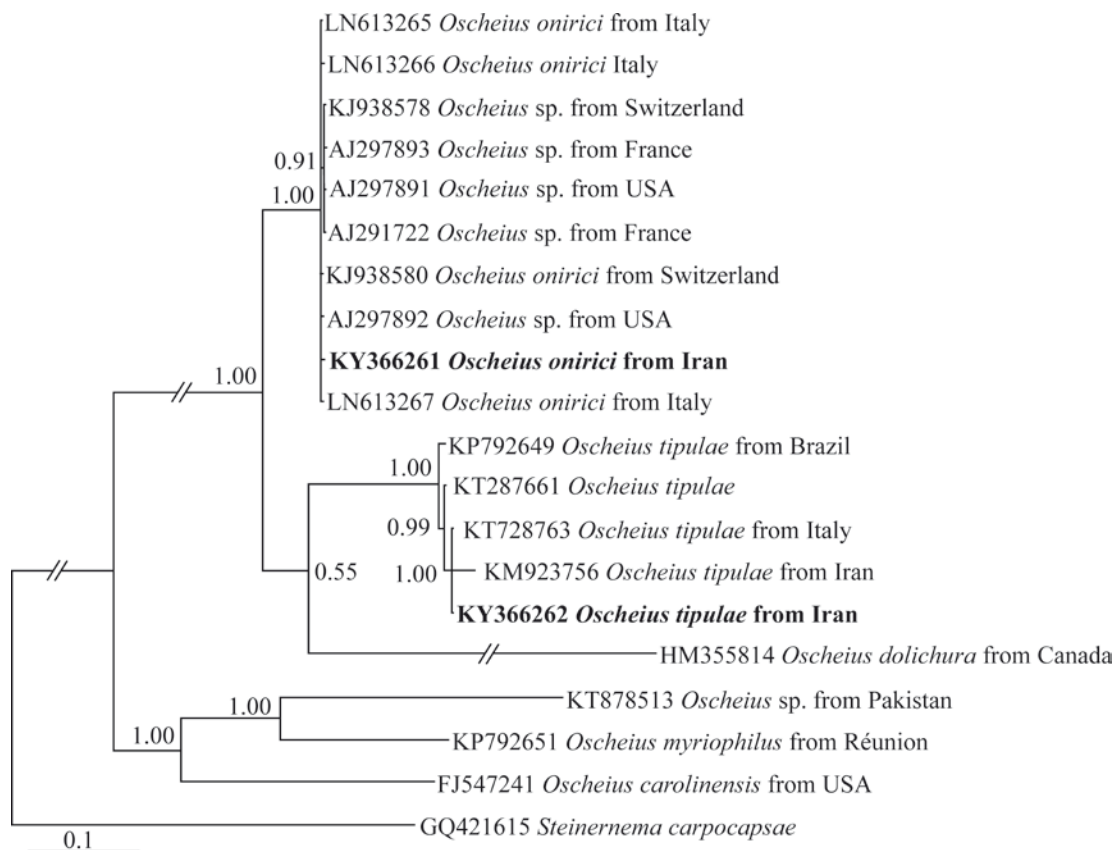 LN613265 Oscheius onirici from Italy
LN613266 Oscheius onirici Italy
KJ938578 Oscheius sp. from Switzerland
AJ297893 Oscheius sp. from France
0.91
AJ297891 Oscheius sp. from USA
1.00
AJ291722 Oscheius sp. from France
KJ938580 Oscheius onirici from Switzerland
AJ297892 Oscheius sp. from USA
KY366261 Oscheius onirici from Iran
1.00
LN613267 Oscheius onirici from Italy
KP792649 Oscheius tipulae from Brazil
1.00
KT287661 Oscheius tipulae
0.99
KT728763 Oscheius tipulae from Italy
0.55
1.00
KM923756 Oscheius tipulae from Iran
KY366262 Oscheius tipulae from Iran
HM355814 Oscheius dolichura from Canada
KT878513 Oscheius sp. from Pakistan
1.00
1.00
KP792651 Oscheius myriophilus from Réunion
FJ547241 Oscheius carolinensis from USA
GQ421615 Steinernema carpocapsae
0.1